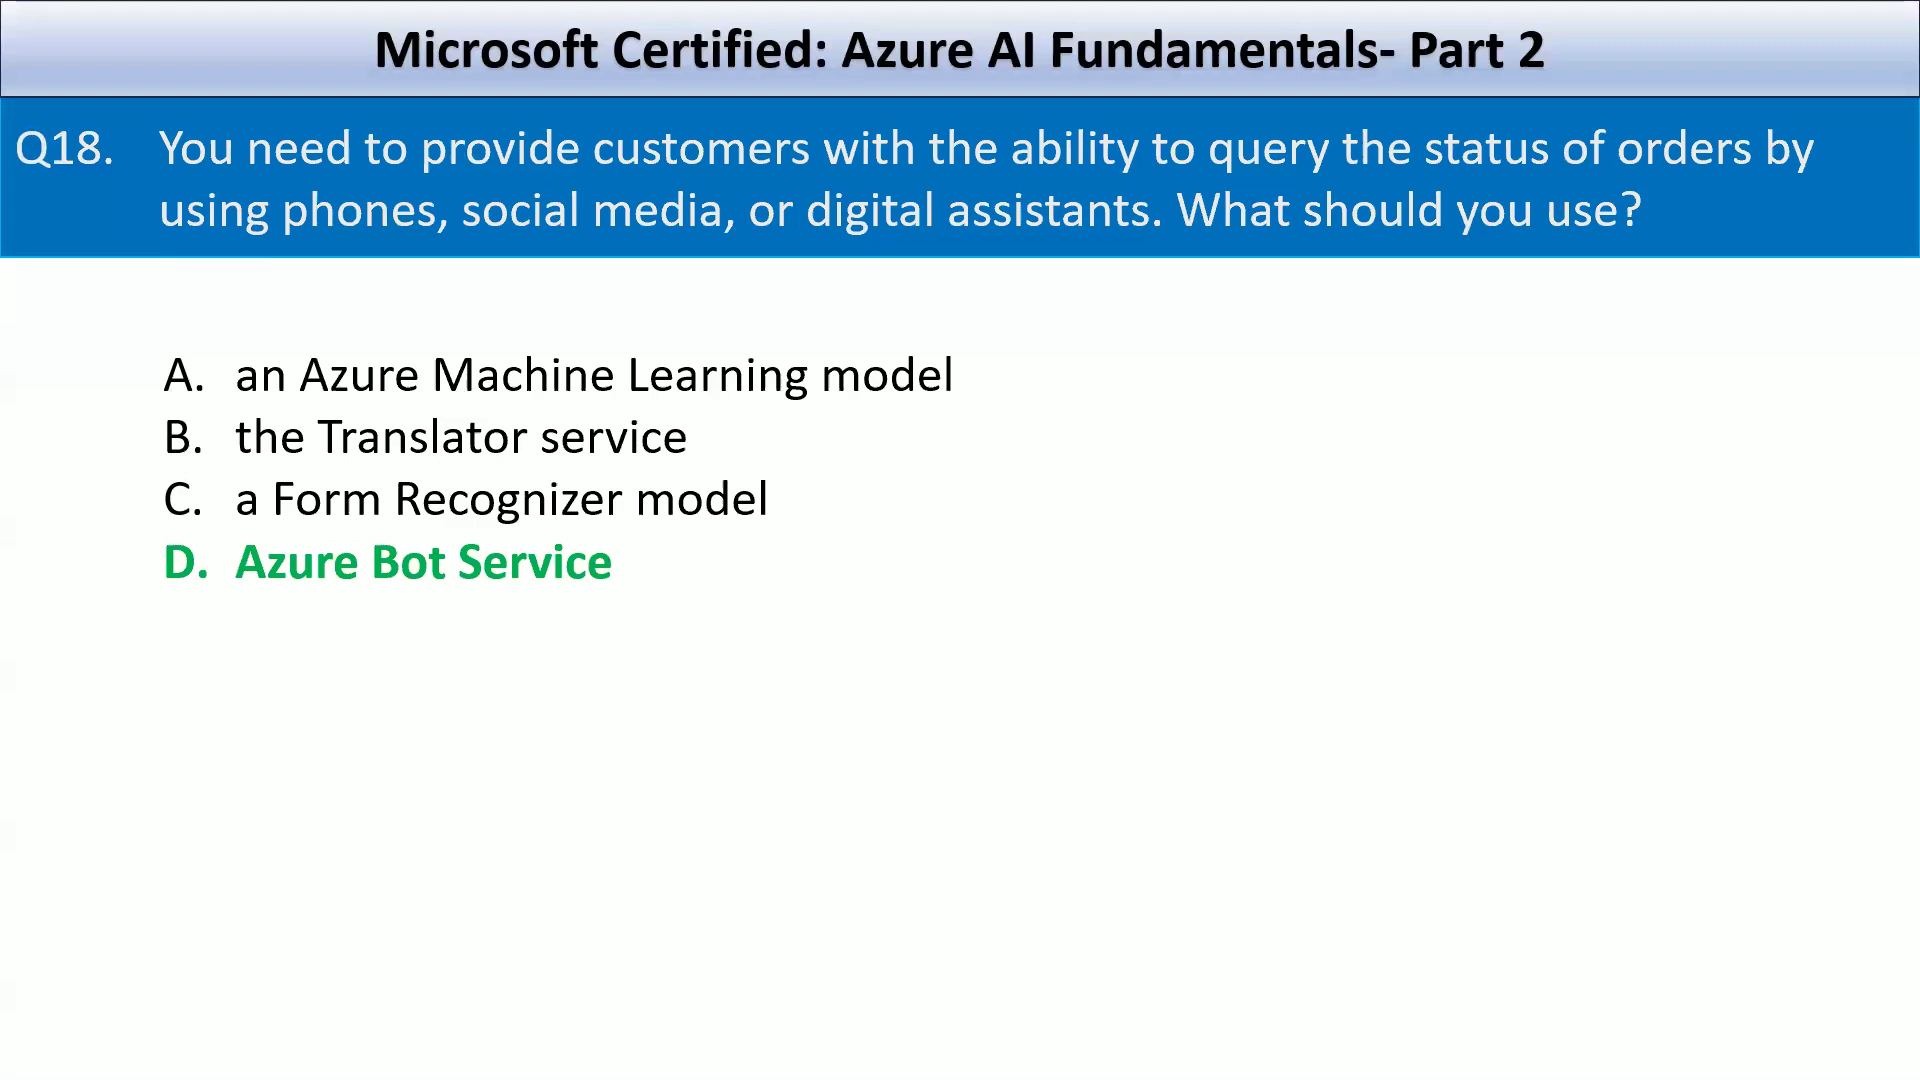 Microsoft Certified: Azure AI Fundamentals- Part 2
Q18. You need to provide customers with the ability to query the status of orders by
using phones, social media, or digital assistants. What should you use?
A. an Azure Machine Learning model
B. the Translator service
C. a Form Recognizer model
D. Azure Bot Service